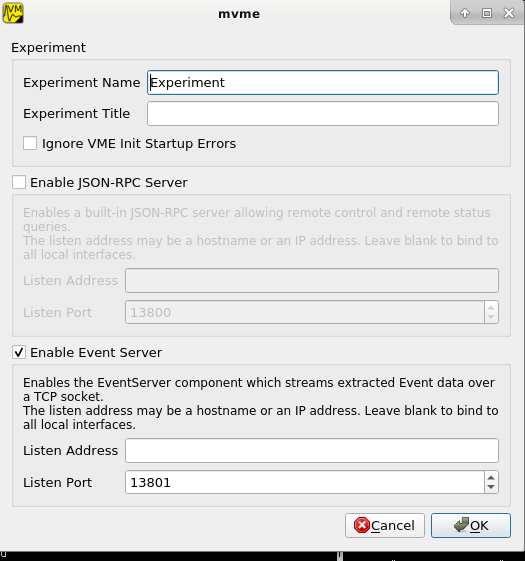 mvme
Experiment
Experiment Name Experiment
Experiment Title
Ignore VME Init Startup Errors
Enable JSON-RPC Server
Enables a built-in JSON-RPC server allowing remote control and remote status
queries.
The listen address may be a hostname or an IP address. Leave blank to bind to
all local interfaces.
Listen Address
Listen Port 13800
Enable Event Server
Enables the EventServer component which streams extracted Event data over
a TCP socket.
The listen address may be a hostname or an IP address. Leave blank to bind to
all local interfaces.
Listen Address
Listen Port 13801
Cancel OK